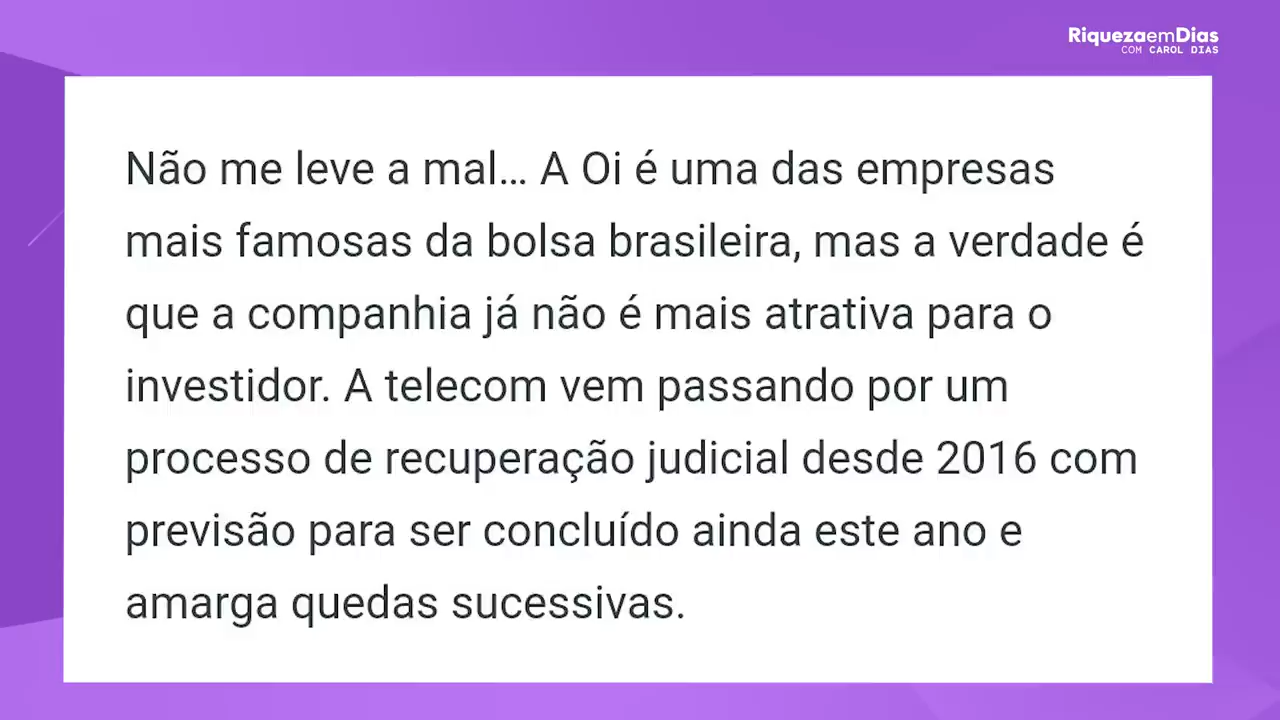 RiquezaemDias
COM CAROL DIAS
Não me leve a mal... A Oi é uma das empresas
mais famosas da bolsa brasileira, mas a verdade é
que a companhia já não é mais atrativa para o
investidor. A telecom vem passando por um
processo de recuperação judicial desde 2016 com
previsão para ser concluído ainda este ano e
amarga quedas sucessivas.